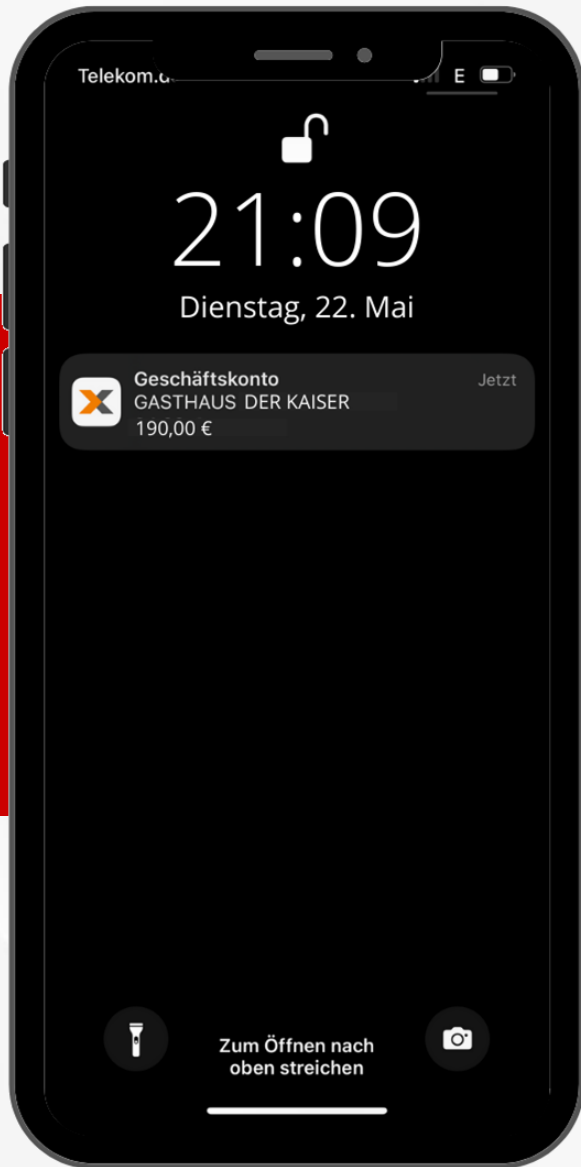 E
21:09
Dienstag, 22. Mai
Geschäftskonto Jetzt
GASTHAUS DER KAISER
190,00 €
Zum Öffnen nach
oben streichen